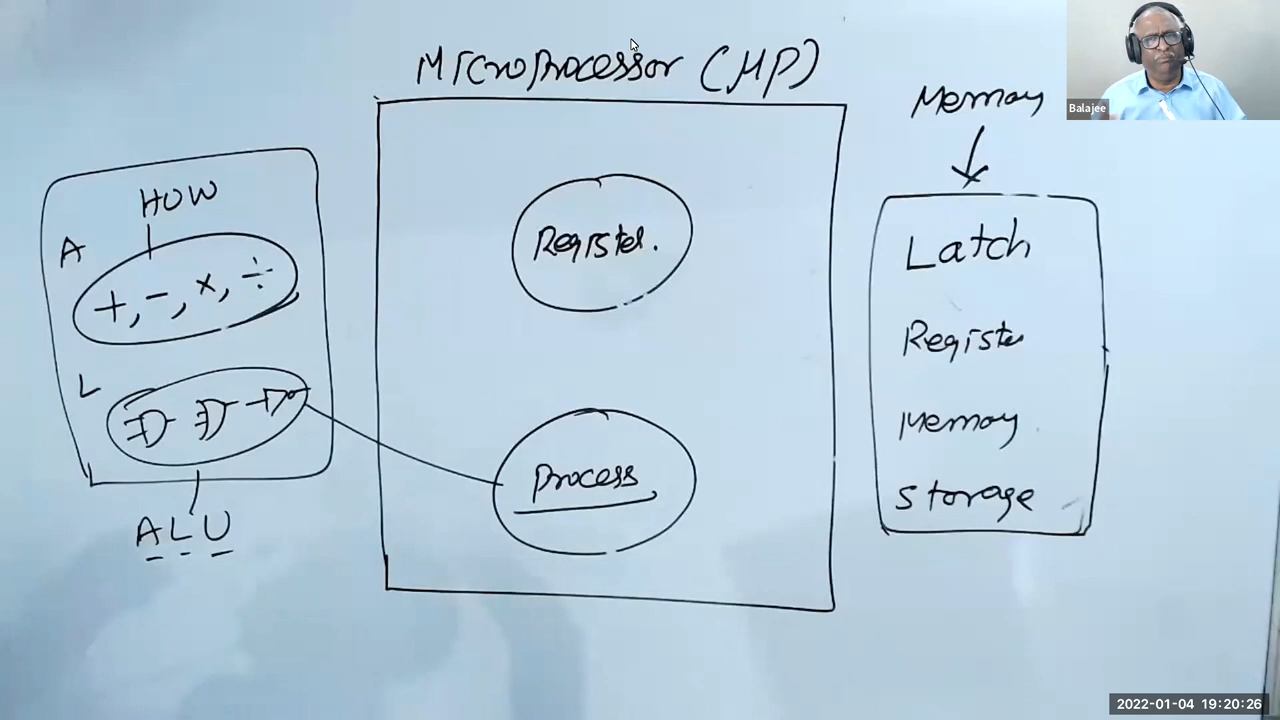 Microprocessor (μP)
Memory
Balajee
HOW
A
+, -, ×, ÷
L
ALU
Register.
Process
Latch
Register
Memory
Storage
2022-01-04 19:20:26